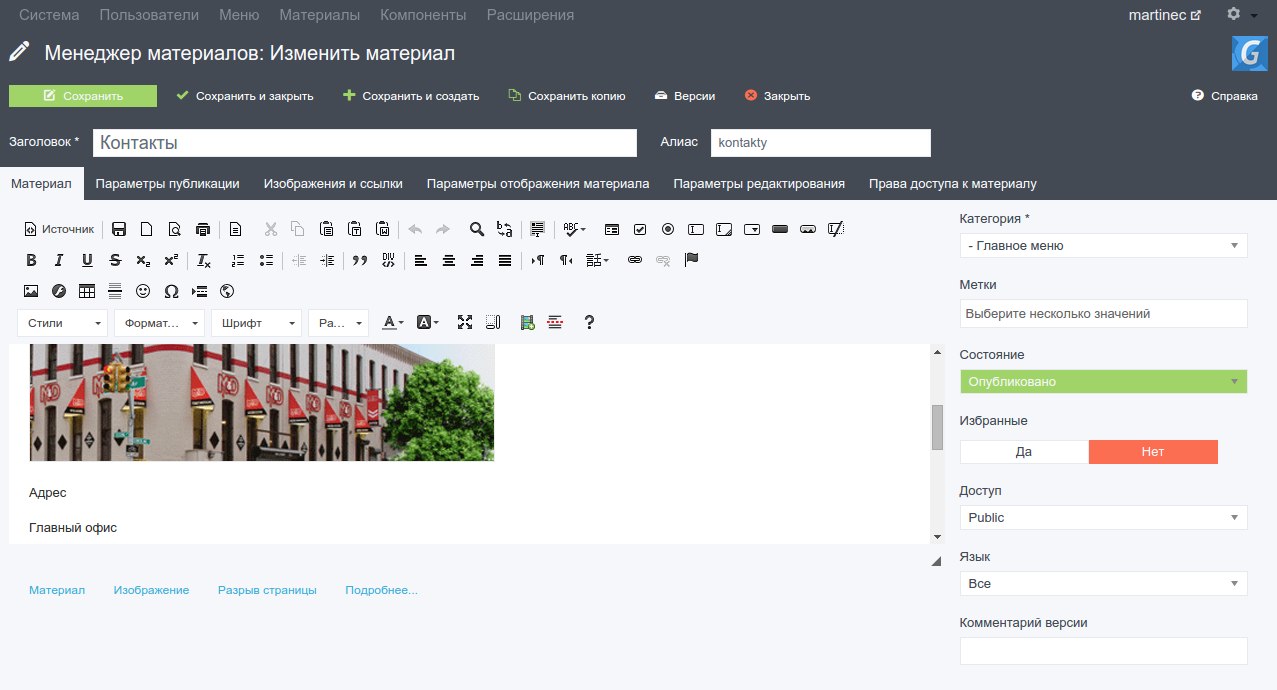 Система Пользователи Меню Материалы Компоненты Расширения martinec
Менеджер материалов: Изменить материал G
Сохранить Сохранить и закрыть Сохранить и создать Сохранить копию Версии Закрыть Справка
Заголовок * Контакты Алиас kontakty
Материал Параметры публикации Изображения и ссылки Параметры отображения материала Параметры редактирования Права доступа к материалу
Источник
Стили Формат... Шрифт Ра...
Адрес
Главный офис
Материал Изображение Разрыв страницы Подробнее...
Категория *
- Главное меню
Метки
Выберите несколько значений
Состояние
Опубликовано
Избранные
Да Нет
Доступ
Public
Язык
Все
Комментарий версии